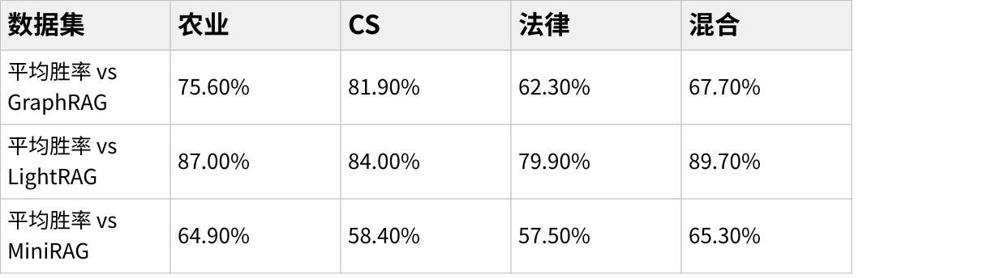 数据集 农业 CS 法律 混合
平均胜率 vs
GraphRAG 75.60% 81.90% 62.30% 67.70%
平均胜率 vs
LightRAG 87.00% 84.00% 79.90% 89.70%
平均胜率 vs
MiniRAG 64.90% 58.40% 57.50% 65.30%